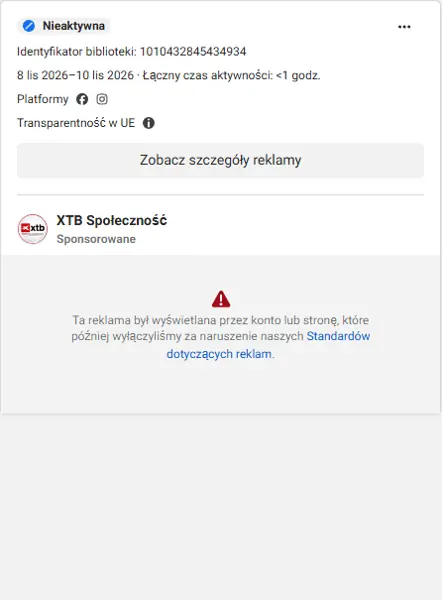 Nieaktywna
Identyfikator biblioteki: 1010432845434934
8 lis 2026–10 lis 2026 · Łączny czas aktywności: <1 godz.
Platformy
Transparentność w UE
Zobacz szczegóły reklamy
xtb
XTB Społeczność
Sponsorowane
Ta reklama był wyświetlana przez konto lub stronę, które
później wyłączyliśmy za naruszenie naszych Standardów
dotyczących reklam.